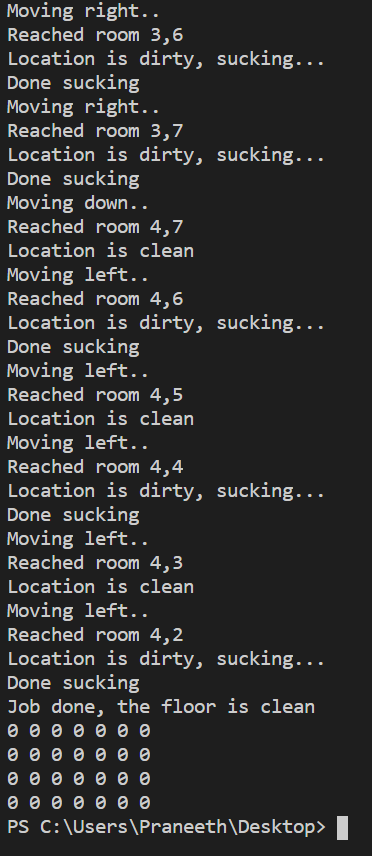 Moving right..
Reached room 3,6
Location is dirty, sucking...
Done sucking
Moving right..
Reached room 3,7
Location is dirty, sucking...
Done sucking
Moving down..
Reached room 4,7
Location is clean
Moving left..
Reached room 4,6
Location is dirty, sucking...
Done sucking
Moving left..
Reached room 4,5
Location is clean
Moving left..
Reached room 4,4
Location is dirty, sucking...
Done sucking
Moving left..
Reached room 4,3
Location is clean
Moving left..
Reached room 4,2
Location is dirty, sucking...
Done sucking
Job done, the floor is clean
0 0 0 0 0 0 0
0 0 0 0 0 0 0
0 0 0 0 0 0 0
0 0 0 0 0 0 0
PS C:\Users\Praneeth\Desktop>